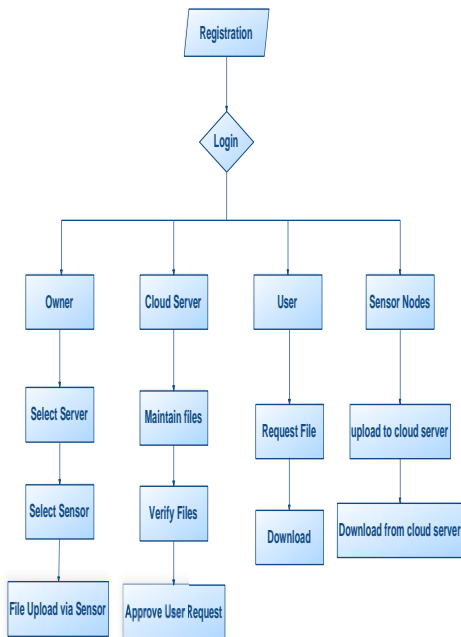 Registration
Login
Owner
Cloud Server
User
Sensor Nodes
Select Server
Maintain files
Request File
upload to cloud server
Select Sensor
Verify Files
Download
Download from cloud server
File Upload via Sensor
Approve User Request